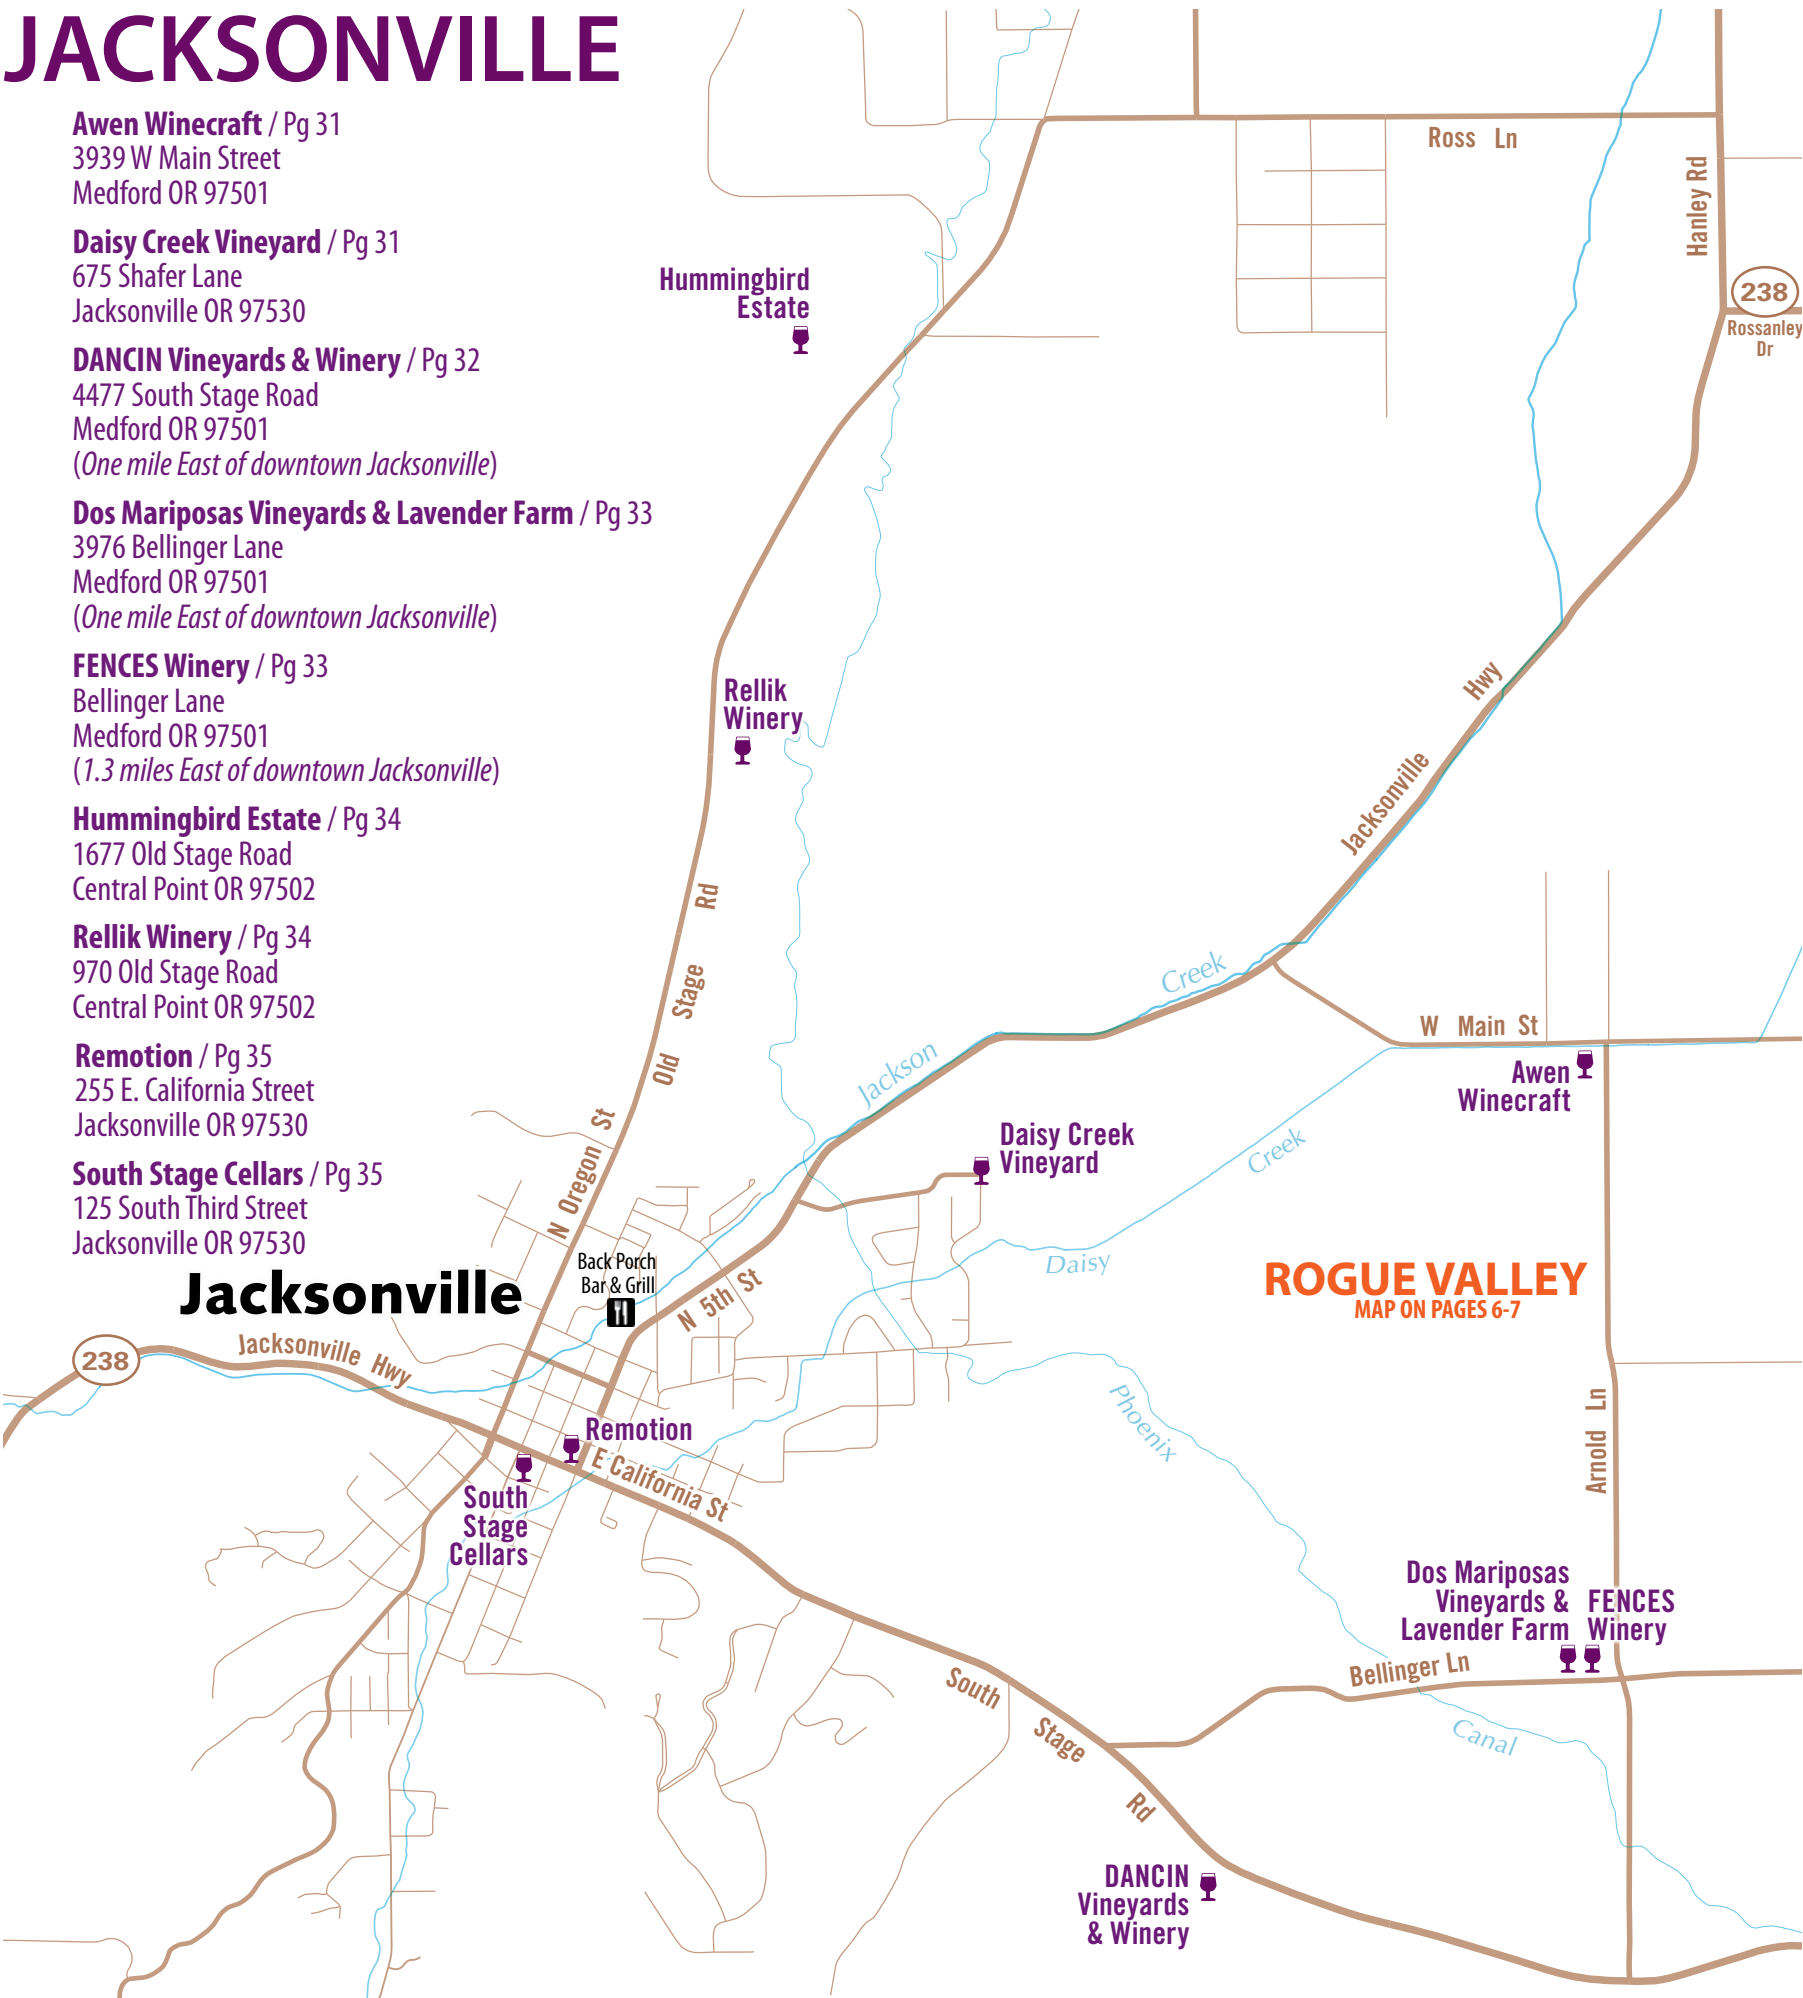 JACKSONVILLE
Awen Winecraft / Pg 31
3939 W Main Street
Medford OR 97501
Daisy Creek Vineyard / Pg 31
675 Shafer Lane
Jacksonville OR 97530
DANCIN Vineyards & Winery / Pg 32
4477 South Stage Road
Medford OR 97501
(One mile East of downtown Jacksonville)
Dos Mariposas Vineyards & Lavender Farm / Pg 33
3976 Bellinger Lane
Medford OR 97501
(One mile East of downtown Jacksonville)
FENCES Winery / Pg 33
Bellinger Lane
Medford OR 97501
(1.3 miles East of downtown Jacksonville)
Hummingbird Estate / Pg 34
1677 Old Stage Road
Central Point OR 97502
Rellik Winery / Pg 34
970 Old Stage Road
Central Point OR 97502
Remotion / Pg 35
255 E. California Street
Jacksonville OR 97530
South Stage Cellars / Pg 35
125 South Third Street
Jacksonville OR 97530
Ross Ln
Hanley Rd
238
Rossanley
Dr
Hummingbird
Estate
Rellik
Winery
Jacksonville Hwy
Old Stage Rd
Jackson Creek
W Main St
Awen
Winecraft
Daisy Creek
Vineyard
Daisy Creek
N Oregon St
Back Porch
Bar & Grill
N 5th St
Jacksonville
238
Jacksonville Hwy
ROGUE VALLEY
MAP ON PAGES 6-7
Phoenix Canal
Arnold Ln
Remotion
E California St
South
Stage
Cellars
Dos Mariposas
Vineyards &
Lavender Farm
FENCES
Winery
Bellinger Ln
South Stage Rd
DANCIN
Vineyards
& Winery